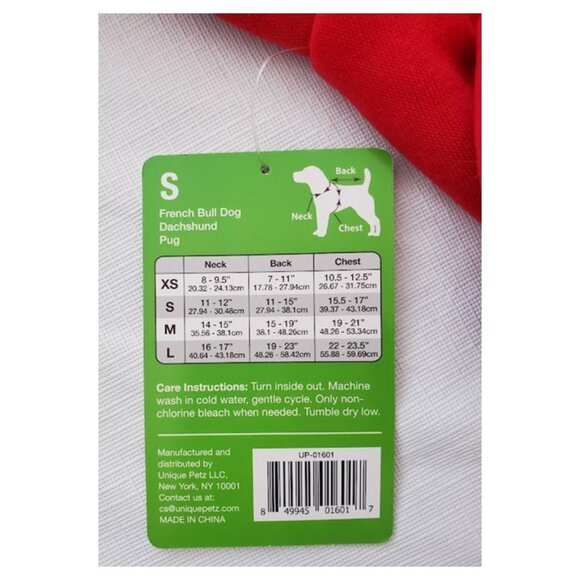 S
French Bull Dog
Dachshund
Pug
Back
Neck
Chest
Neck Back Chest
XS 8 - 9.5" 7 - 11" 10.5 - 12.5"
20.32 - 24.13cm 17.78 - 27.94cm 26.67 - 31.75cm
S 11 - 12" 11 - 15" 15.5 - 17"
27.94 - 30.48cm 27.94 - 38.1cm 39.37 - 43.18cm
M 14 - 15" 15 - 19" 19 - 21"
35.56 - 38.1cm 38.1 - 48.26cm 48.26 - 53.34cm
L 16 - 17" 19 - 23" 22 - 23.5"
40.64 - 43.18cm 48.26 - 58.42cm 55.88 - 59.69cm
Care Instructions: Turn inside out. Machine
wash in cold water, gentle cycle. Only non-
chlorine bleach when needed. Tumble dry low.
Manufactured and
distributed by
Unique Petz LLC,
New York, NY 10001
Contact us at:
cs@uniquepetz.com
MADE IN CHINA
UP-01601
8 49945 01601 7